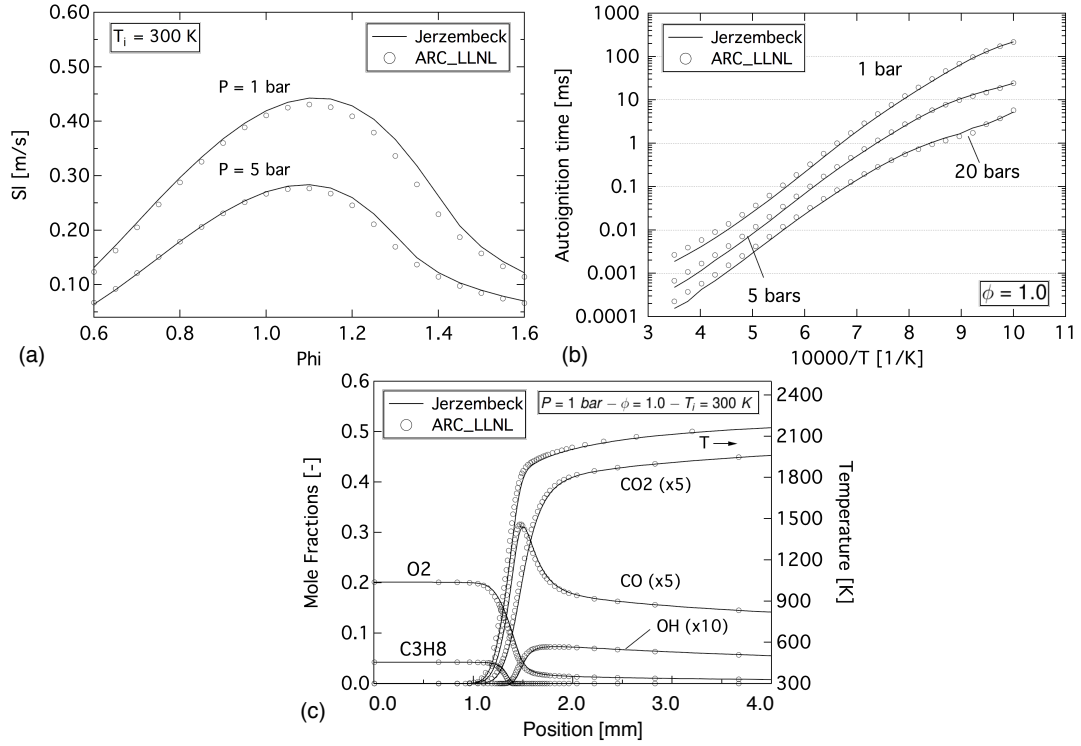 T_i = 300 K
Jerzembeck
ARC_LLNL
P = 1 bar
P = 5 bar
Sl [m/s]
0.60
0.50
0.40
0.30
0.20
0.10
0.6
0.8
1.0
1.2
1.4
1.6
Phi
(a)
Jerzembeck
ARC_LLNL
1 bar
20 bars
5 bars
ϕ = 1.0
Autoignition time [ms]
1000
100
10
1
0.1
0.01
0.001
0.0001
3
4
5
6
7
8
9
10
11
10000/T [1/K]
(b)
Jerzembeck
ARC_LLNL
P = 1 bar − ϕ = 1.0 − T_i = 300 K
T
CO2 (x5)
O2
CO (x5)
OH (x10)
C3H8
Mole Fractions [-]
0.6
0.5
0.4
0.3
0.2
0.1
0.0
2400
2100
1800
1500
1200
900
600
300
Temperature [K]
0.0
1.0
2.0
3.0
4.0
Position [mm]
(c)